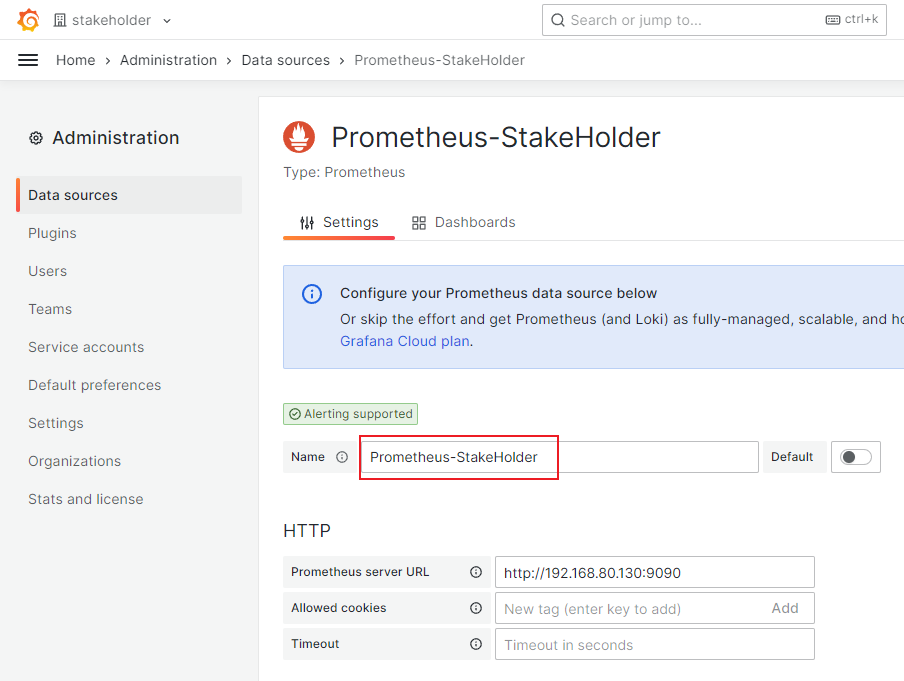 stakeholder
Search or jump to...
ctrl+k
Home › Administration › Data sources › Prometheus-StakeHolder
Administration
Data sources
Plugins
Users
Teams
Service accounts
Default preferences
Settings
Organizations
Stats and license
Prometheus-StakeHolder
Type: Prometheus
Settings
Dashboards
Configure your Prometheus data source below
Or skip the effort and get Prometheus (and Loki) as fully-managed, scalable, and
Grafana Cloud plan.
Alerting supported
Name
Prometheus-StakeHolder
Default
HTTP
Prometheus server URL
http://192.168.80.130:9090
Allowed cookies
New tag (enter key to add)
Add
Timeout
Timeout in seconds